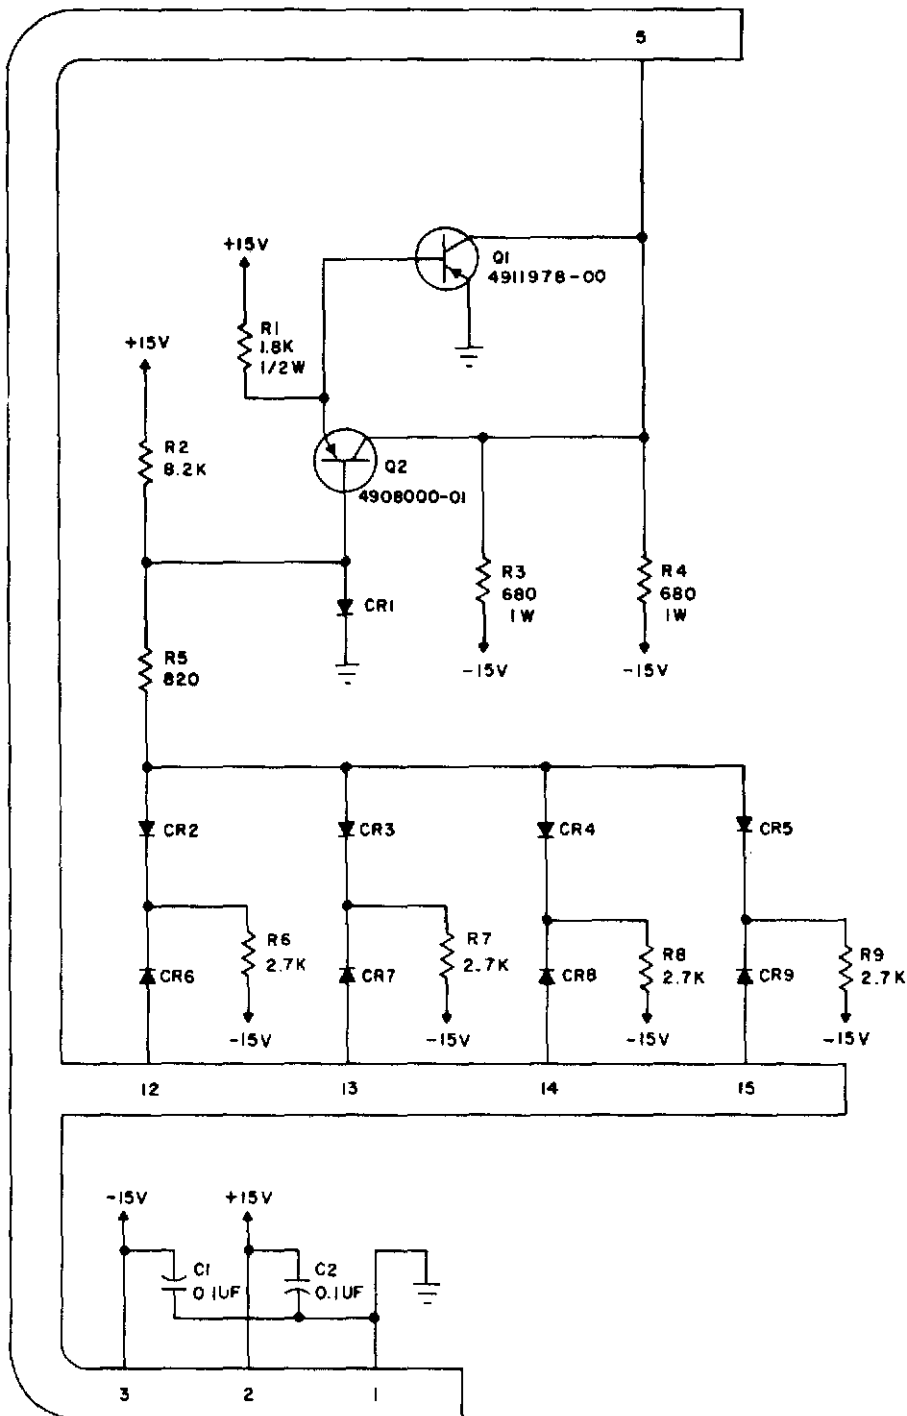 5
+15V
Q1
4911978-00
R1
1.8K
1/2W
+15V
R2
8.2K
Q2
4908000-01
R3
680
1W
R4
680
1W
CR1
-15V
-15V
R5
820
CR2
CR3
CR4
CR5
R6
2.7K
R7
2.7K
R8
2.7K
R9
2.7K
CR6
CR7
CR8
CR9
-15V
-15V
-15V
-15V
12
13
14
15
-15V
+15V
C1
0.1UF
C2
0.1UF
3
2
1